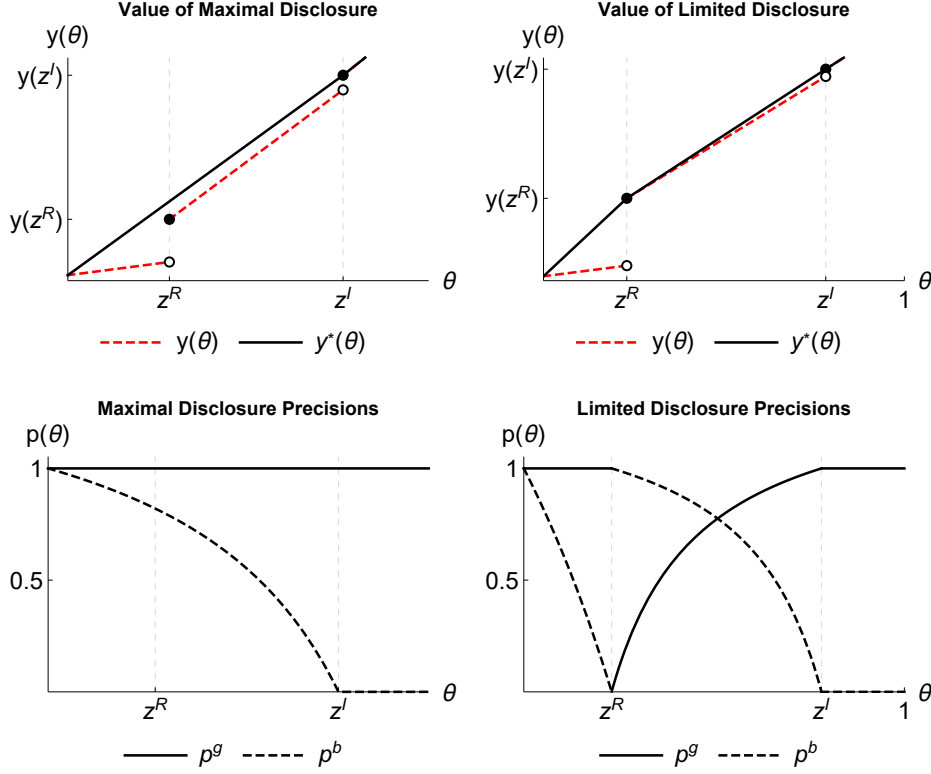 Value of Maximal Disclosure
y(θ)
y(z^I)
y(z^R)
z^R
z^I
θ
y(θ)
y*(θ)
Value of Limited Disclosure
y(θ)
y(z^I)
y(z^R)
z^R
z^I
θ
1
y(θ)
y*(θ)
Maximal Disclosure Precisions
p(θ)
1
0.5
z^R
z^I
θ
p^g
p^b
Limited Disclosure Precisions
p(θ)
1
0.5
z^R
z^I
θ
1
p^g
p^b